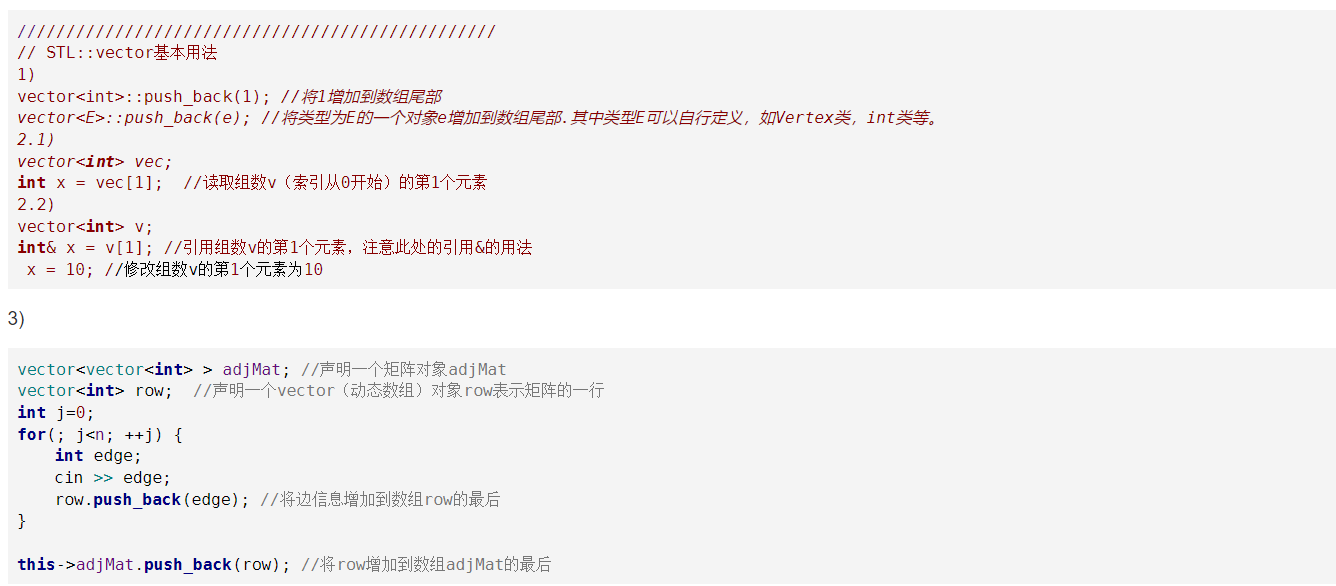 /////////////////////////////////////////////////
// STL::vector基本用法
1)
vector<int>::push_back(1); //将1增加到数组尾部
vector<E>::push_back(e); //将类型为E的一个对象e增加到数组尾部.其中类型E可以自行定义，如Vertex类，int类等。
2.1)
vector<int> vec;
int x = vec[1];  //读取组数v（索引从0开始）的第1个元素
2.2)
vector<int> v;
int& x = v[1]; //引用组数v的第1个元素，注意此处的引用&的用法
 x = 10; //修改组数v的第1个元素为10
3)
vector<vector<int> > adjMat; //声明一个矩阵对象adjMat
vector<int> row;  //声明一个vector（动态数组）对象row表示矩阵的一行
int j=0;
for(; j<n; ++j) {
    int edge;
    cin >> edge;
    row.push_back(edge); //将边信息增加到数组row的最后
}
this->adjMat.push_back(row); //将row增加到数组adjMat的最后